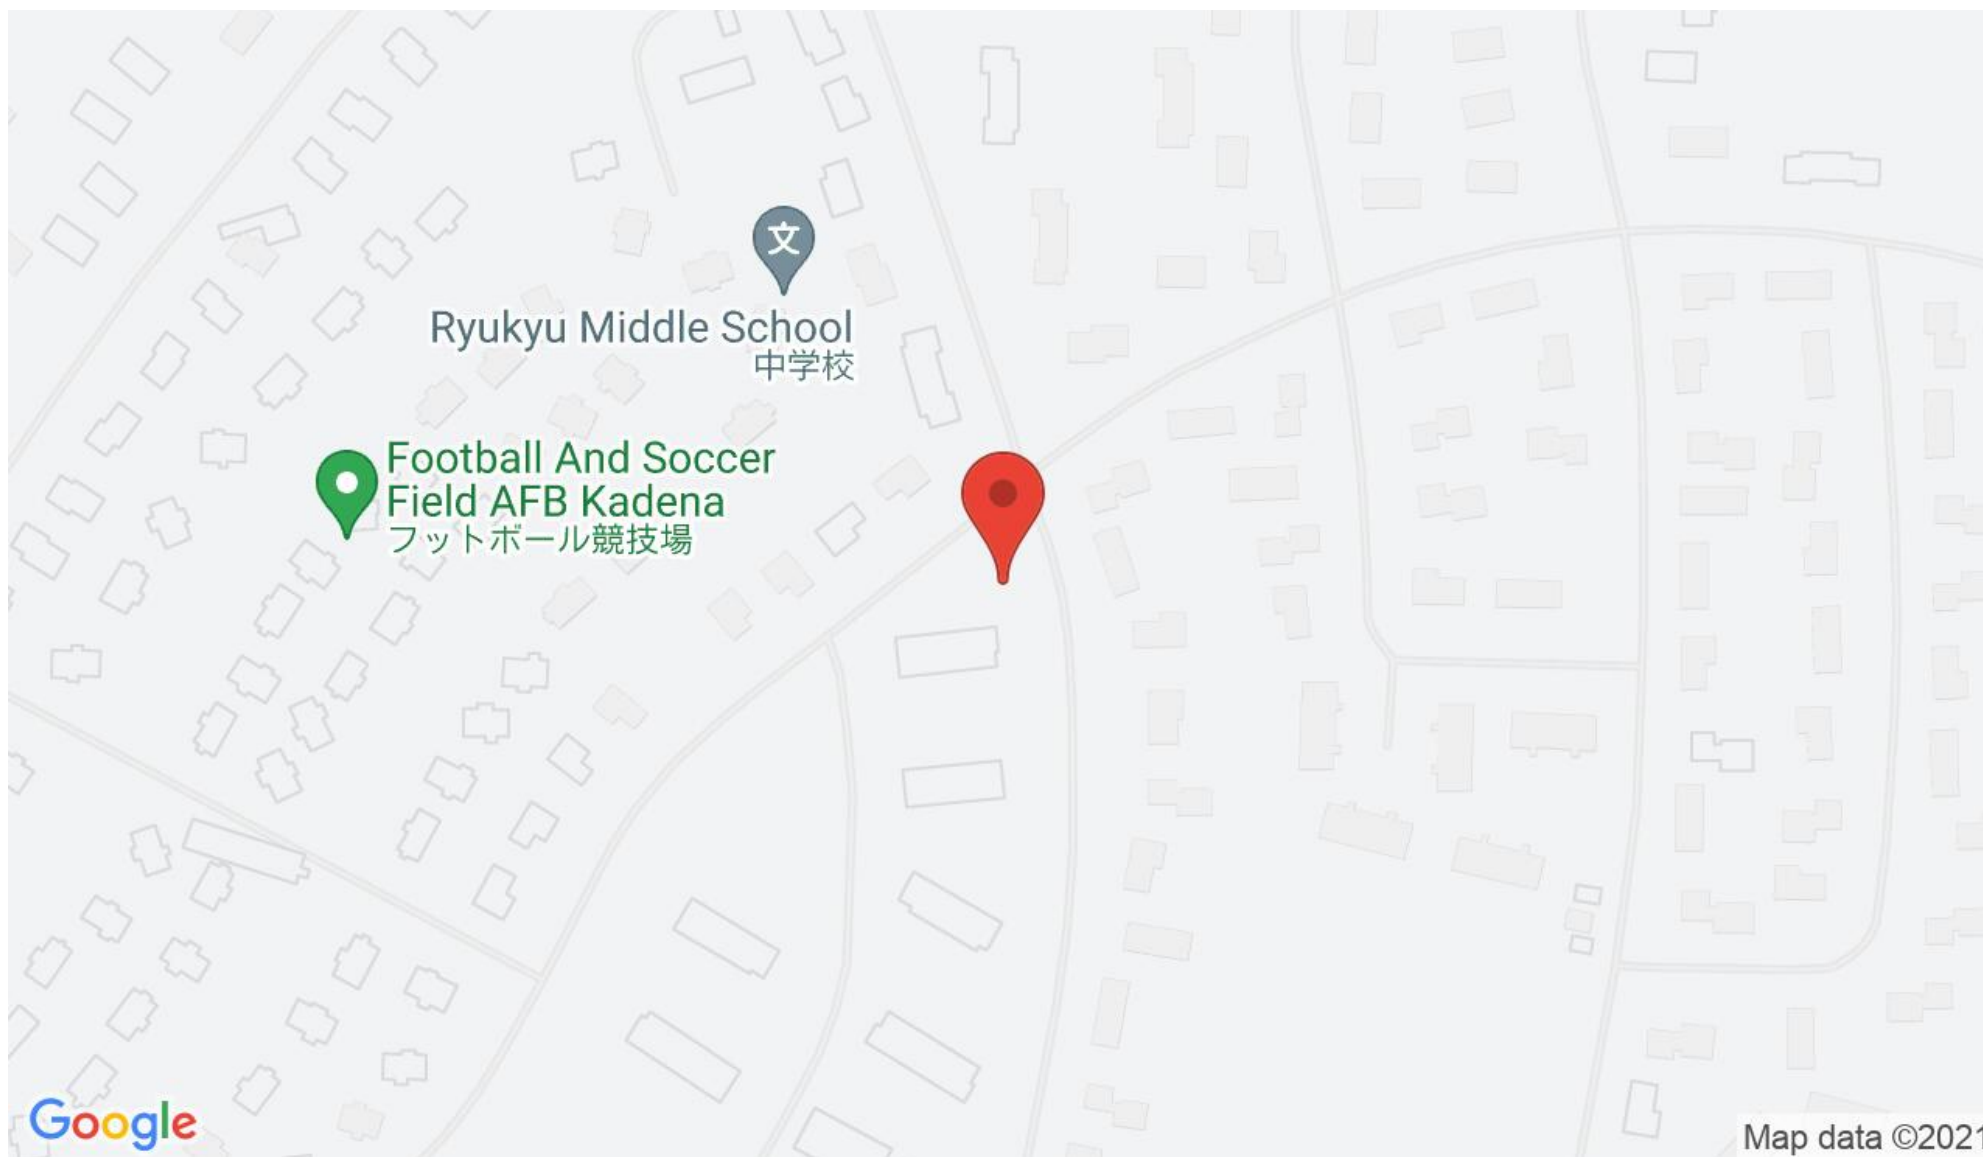 文
Ryukyu Middle School
中学校
Football And Soccer
Field AFB Kadena
フットボール競技場
Google
Map data ©2021